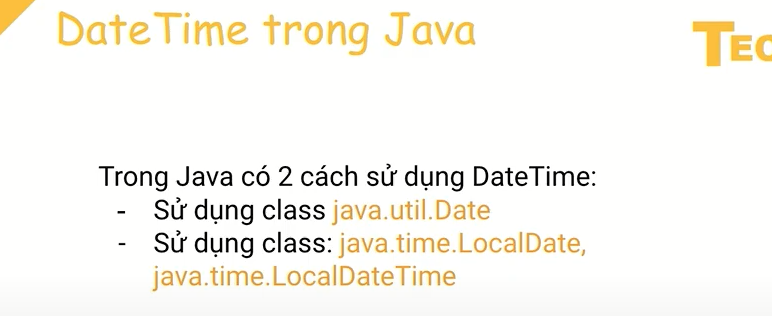 DateTime trong Java
TEC
Trong Java có 2 cách sử dụng DateTime:
- Sử dụng class java.util.Date
- Sử dụng class: java.time.LocalDate,
java.time.LocalDateTime